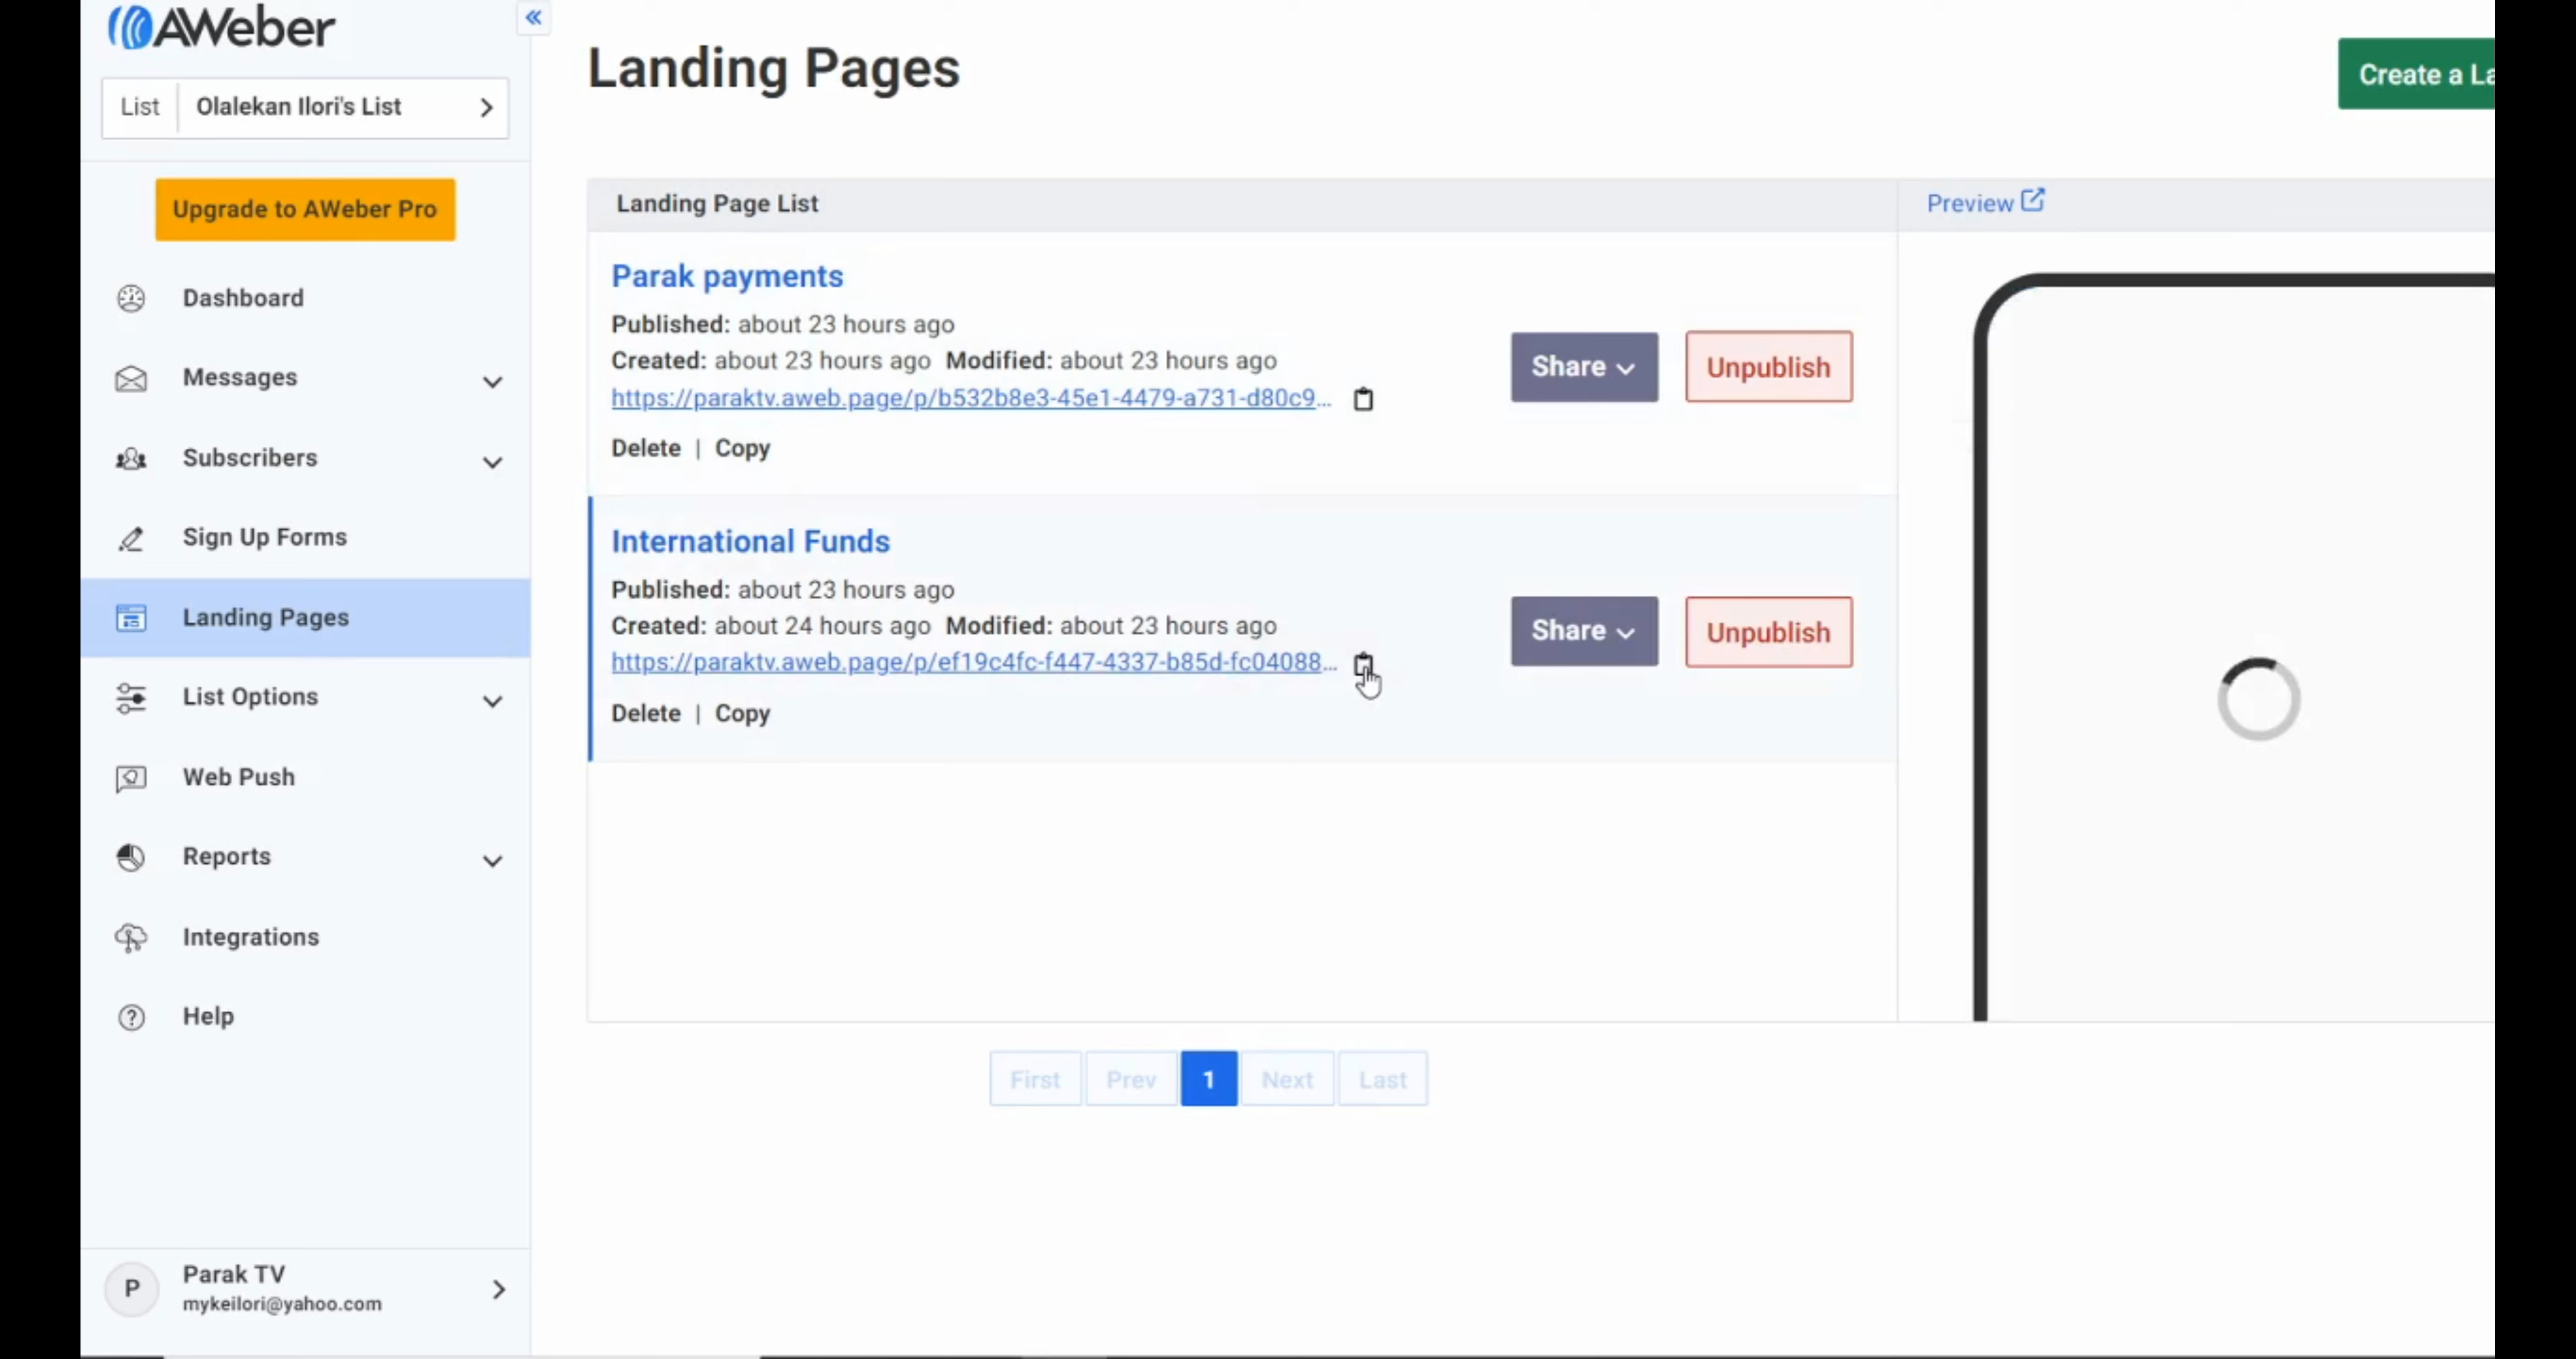 AWeber
List Olalekan Ilori's List
Upgrade to AWeber Pro
Dashboard
Messages
Subscribers
Sign Up Forms
Landing Pages
List Options
Web Push
Reports
Integrations
Help
P
Parak TV
mykeilori@yahoo.com
Landing Pages
Create a La
Landing Page List
Preview
Parak payments
Published: about 23 hours ago
Created: about 23 hours ago Modified: about 23 hours ago
https://paraktv.aweb.page/p/b532b8e3-45e1-4479-a731-d80c9...
Delete | Copy
Share
Unpublish
International Funds
Published: about 23 hours ago
Created: about 24 hours ago Modified: about 23 hours ago
https://paraktv.aweb.page/p/ef19c4fc-f447-4337-b85d-fc04088...
Delete | Copy
Share
Unpublish
First Prev 1 Next Last